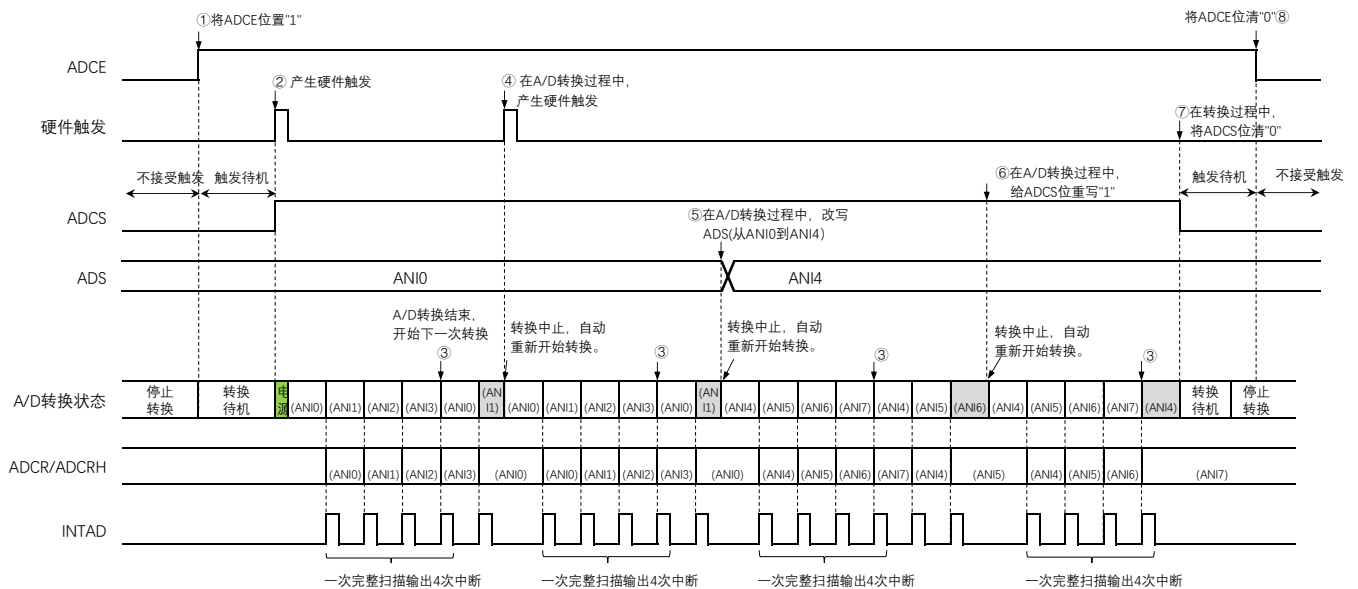 ①将ADCE位置"1"
将ADCE位清"0"⑧
ADCE
② 产生硬件触发
④ 在A/D转换过程中，
产生硬件触发
⑦在转换过程中，
将ADCS位清"0"
硬件触发
不接受触发
触发待机
⑥在A/D转换过程中，
给ADCS位重写"1"
触发待机
不接受触发
ADCS
⑤在A/D转换过程中，改写
ADS(从ANI0到ANI4）
ADS
ANI0
ANI4
A/D转换结束，
开始下一次转换
③
转换中止，自动
重新开始转换。
③
转换中止，自动
重新开始转换。
③
转换中止，自动
重新开始转换。
③
A/D转换状态
停止
转换
转换
待机
电
源
(ANI0) (ANI1) (ANI2) (ANI3) (ANI0) (AN
I1) (ANI0) (ANI1) (ANI2) (ANI3) (ANI0) (AN
I1) (ANI4) (ANI5) (ANI6) (ANI7) (ANI4) (ANI5) (ANI6) (ANI4) (ANI5) (ANI6) (ANI7) (ANI4)
转换
待机
停止
转换
ADCR/ADCRH
(ANI0) (ANI1) (ANI2) (ANI3) (ANI0) (ANI0) (ANI1) (ANI2) (ANI3) (ANI0) (ANI4) (ANI5) (ANI6) (ANI7) (ANI4) (ANI5) (ANI4) (ANI5) (ANI6) (ANI7)
INTAD
一次完整扫描输出4次中断
一次完整扫描输出4次中断
一次完整扫描输出4次中断
一次完整扫描输出4次中断